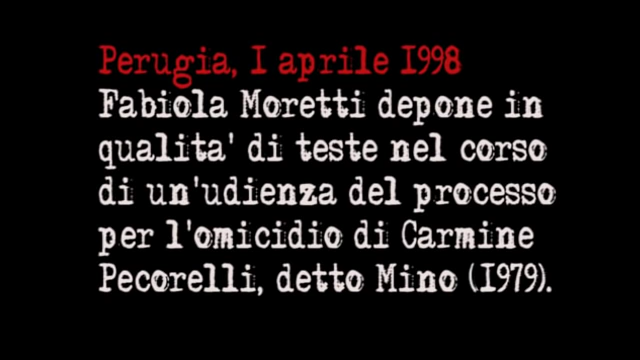 Perugia, 1 aprile 1998
Fabiola Moretti depone in
qualita' di teste nel corso
di un'udienza del processo
per l'omicidio di Carmine
Pecorelli, detto Mino (1979).